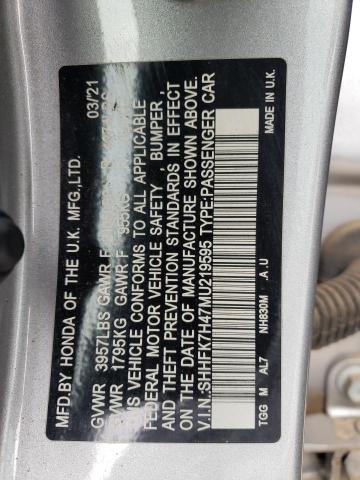 MFD.BY HONDA OF THE U.K. MFG.,LTD. 03/21
GVWR 3957LBS GAWR F
GVWR 1795KG GAWR F 955KG
THIS VEHICLE CONFORMS TO ALL APPLICABLE
FEDERAL MOTOR VEHICLE SAFETY , BUMPER ,
AND THEFT PREVENTION STANDARDS IN EFFECT
ON THE DATE OF MANUFACTURE SHOWN ABOVE.
V.I.N.:SHHFK7H47MU219595 TYPE:PASSENGER CAR
TGG M AL7 NH830M .A.U MADE IN U.K.